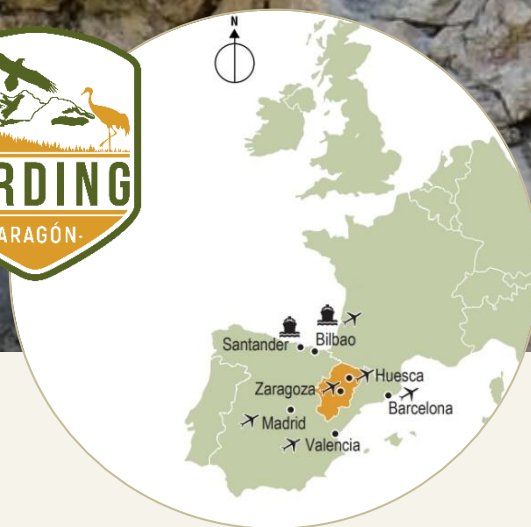 N
RDING
ARAGÓN·
Santander
Bilbao
Huesca
Zaragoza
Barcelona
Madrid
Valencia